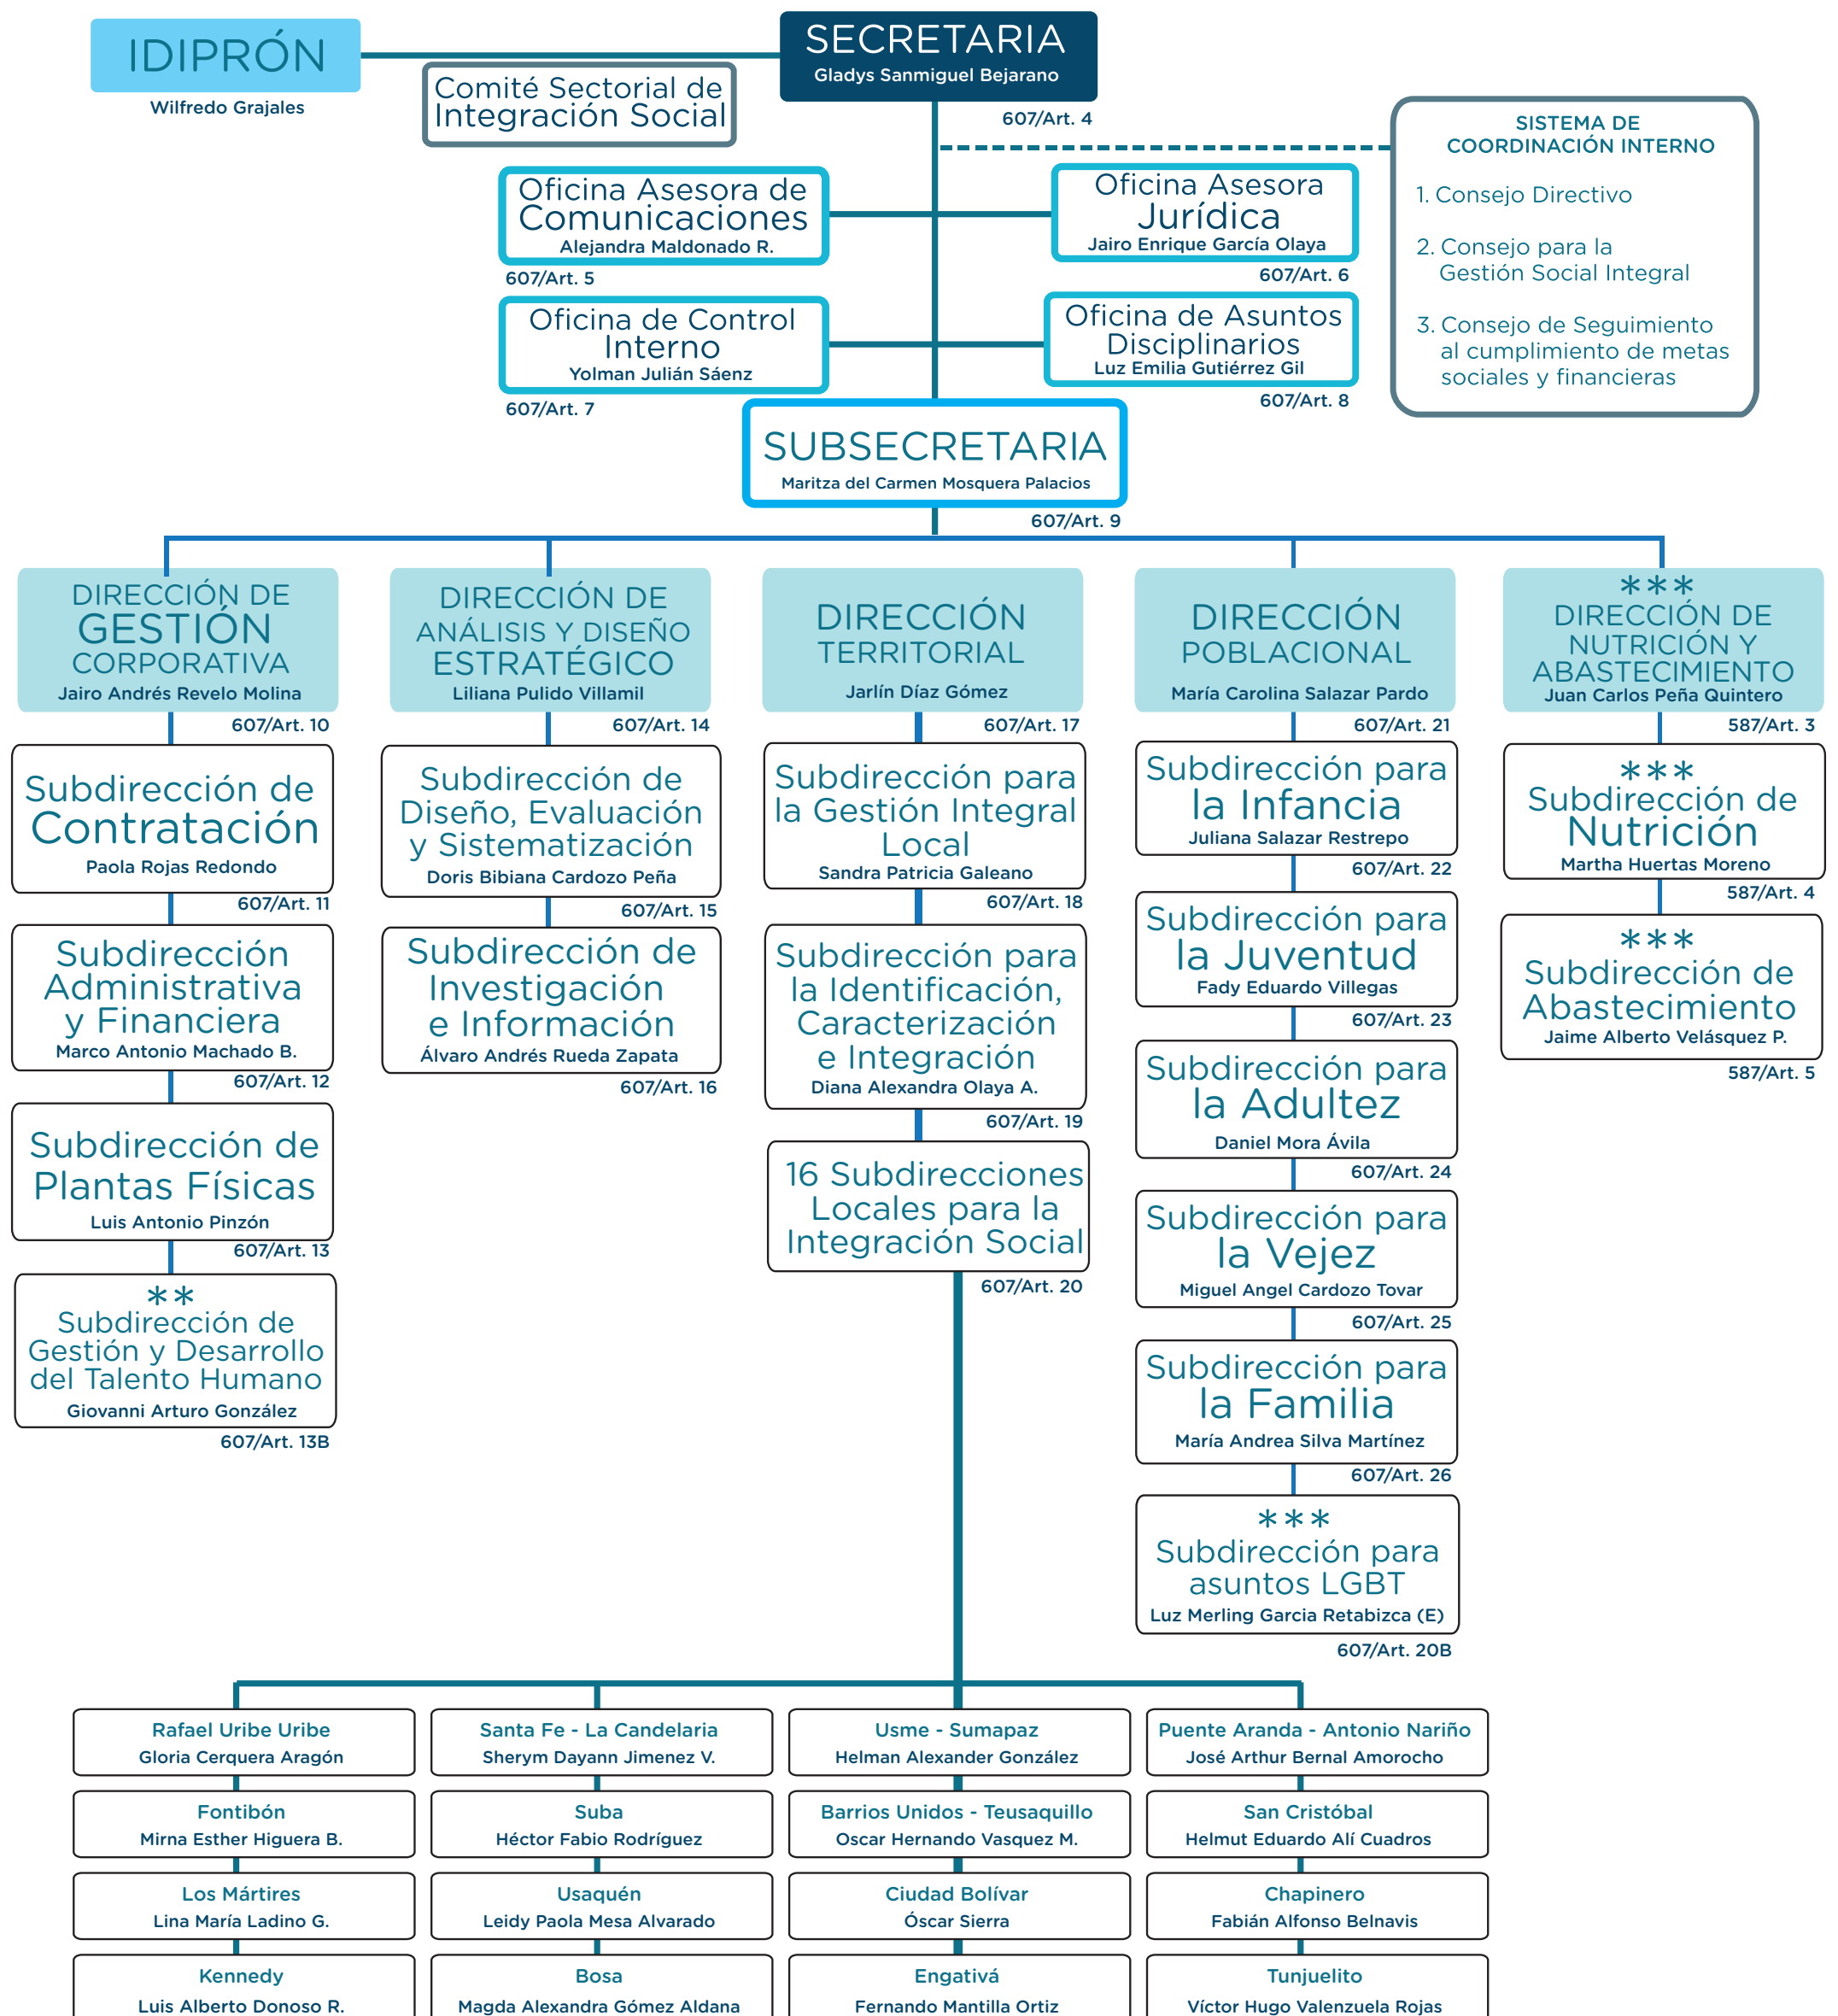 IDIPRÓN
Wilfredo Grajales
SECRETARIA
Gladys Sanmiguel Bejarano
607/Art. 4
Comité Sectorial de
Integración Social
SISTEMA DE
COORDINACIÓN INTERNO
1. Consejo Directivo
2. Consejo para la
Gestión Social Integral
3. Consejo de Seguimiento
al cumplimiento de metas
sociales y financieras
Oficina Asesora de
Comunicaciones
Alejandra Maldonado R.
607/Art. 5
Oficina Asesora
Jurídica
Jairo Enrique García Olaya
607/Art. 6
Oficina de Control
Interno
Yolman Julián Sáenz
607/Art. 7
Oficina de Asuntos
Disciplinarios
Luz Emilia Gutiérrez Gil
607/Art. 8
SUBSECRETARIA
Maritza del Carmen Mosquera Palacios
607/Art. 9
DIRECCIÓN DE
GESTIÓN
CORPORATIVA
Jairo Andrés Revelo Molina
607/Art. 10
Subdirección de
Contratación
Paola Rojas Redondo
607/Art. 11
Subdirección
Administrativa
y Financiera
Marco Antonio Machado B.
607/Art. 12
Subdirección de
Plantas Físicas
Luis Antonio Pinzón
607/Art. 13
**
Subdirección de
Gestión y Desarrollo
del Talento Humano
Giovanni Arturo González
607/Art. 13B
DIRECCIÓN DE
ANÁLISIS Y DISEÑO
ESTRATÉGICO
Liliana Pulido Villamil
607/Art. 14
Subdirección de
Diseño, Evaluación
y Sistematización
Doris Bibiana Cardozo Peña
607/Art. 15
Subdirección de
Investigación
e Información
Álvaro Andrés Rueda Zapata
607/Art. 16
DIRECCIÓN
TERRITORIAL
Jarlín Díaz Gómez
607/Art. 17
Subdirección para
la Gestión Integral
Local
Sandra Patricia Galeano
607/Art. 18
Subdirección para
la Identificación,
Caracterización
e Integración
Diana Alexandra Olaya A.
607/Art. 19
16 Subdirecciones
Locales para la
Integración Social
607/Art. 20
DIRECCIÓN
POBLACIONAL
María Carolina Salazar Pardo
607/Art. 21
Subdirección para
la Infancia
Juliana Salazar Restrepo
607/Art. 22
Subdirección para
la Juventud
Fady Eduardo Villegas
607/Art. 23
Subdirección para
la Adultez
Daniel Mora Ávila
607/Art. 24
Subdirección para
la Vejez
Miguel Angel Cardozo Tovar
607/Art. 25
Subdirección para
la Familia
María Andrea Silva Martínez
607/Art. 26
***
Subdirección para
asuntos LGBT
Luz Merling Garcia Retabizca (E)
607/Art. 20B
***
DIRECCIÓN DE
NUTRICIÓN Y
ABASTECIMIENTO
Juan Carlos Peña Quintero
587/Art. 3
***
Subdirección de
Nutrición
Martha Huertas Moreno
587/Art. 4
***
Subdirección de
Abastecimiento
Jaime Alberto Velásquez P.
587/Art. 5
Rafael Uribe Uribe
Gloria Cerquera Aragón
Fontibón
Mirna Esther Higuera B.
Los Mártires
Lina María Ladino G.
Kennedy
Luis Alberto Donoso R.
Santa Fe - La Candelaria
Sherym Dayann Jimenez V.
Suba
Héctor Fabio Rodríguez
Usaquén
Leidy Paola Mesa Alvarado
Bosa
Magda Alexandra Gómez Aldana
Usme - Sumapaz
Helman Alexander González
Barrios Unidos - Teusaquillo
Oscar Hernando Vasquez M.
Ciudad Bolívar
Óscar Sierra
Engativá
Fernando Mantilla Ortiz
Puente Aranda - Antonio Nariño
José Arthur Bernal Amorocho
San Cristóbal
Helmut Eduardo Alí Cuadros
Chapinero
Fabián Alfonso Belnavis
Tunjuelito
Víctor Hugo Valenzuela Rojas